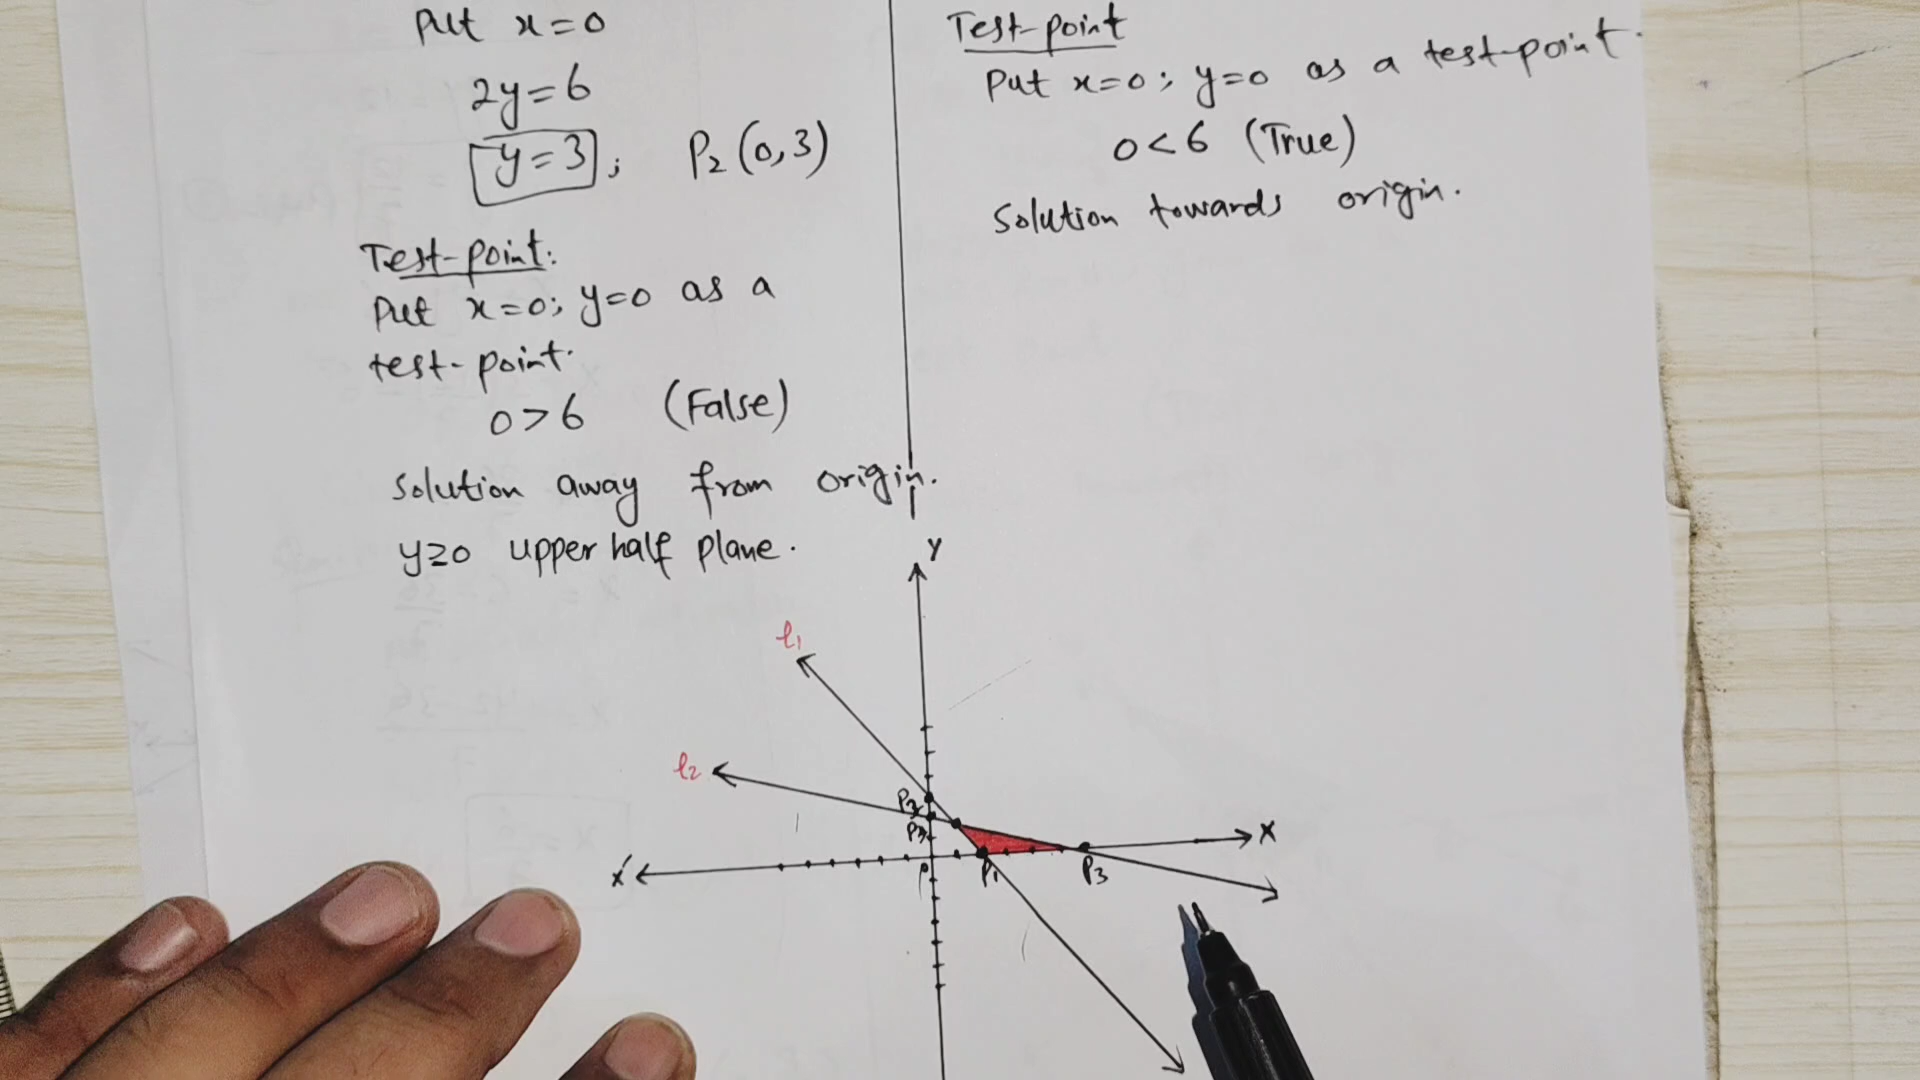 Put x=0
2y=6
y=3; P₂(0,3)
Test-point:
Put x=0; y=0 as a
test-point.
0>6 (False)
Solution away from origin.
y≥0 upper half plane.
Test-point
Put x=0; y=0 as a test-point.
0<6 (True)
Solution towards origin.
Y
l₁
l₂
P₂
X
X'
P₁
P₃